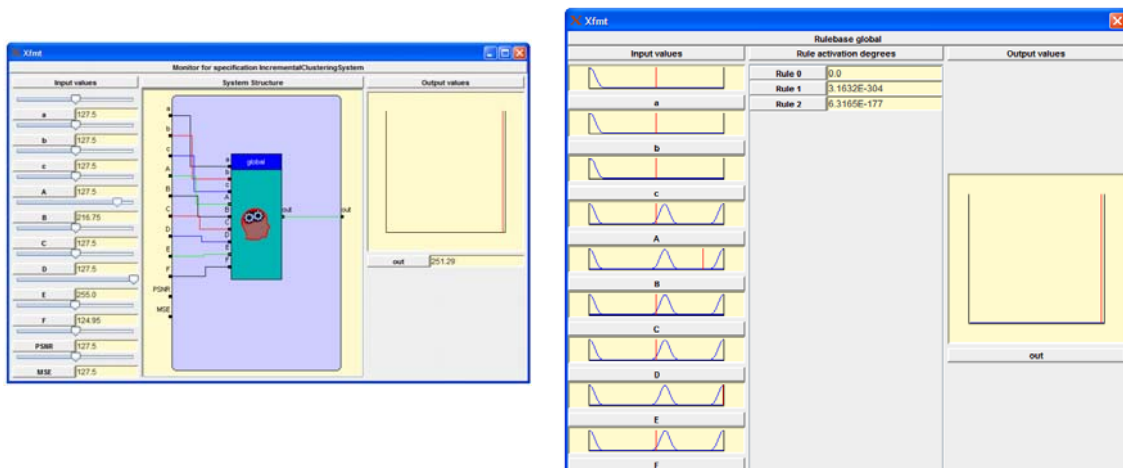 Xfmt
Monitor for specification IncrementalClusteringSystem
Input values
System Structure
Output values
a
127.5
b
127.5
c
127.5
A
127.5
B
216.75
C
127.5
D
127.5
E
255.0
F
124.95
PSNR
127.5
MSE
127.5
a
b
c
A
B
C
D
E
F
PSNR
MSE
global
a
b
c
A
B
C
D
E
F
out
out
out
251.29
Xfmt
Rulebase global
Input values
Rule activation degrees
Output values
a
b
c
A
B
C
D
E
F
Rule 0
0.0
Rule 1
3.1632E-304
Rule 2
6.3165E-177
out